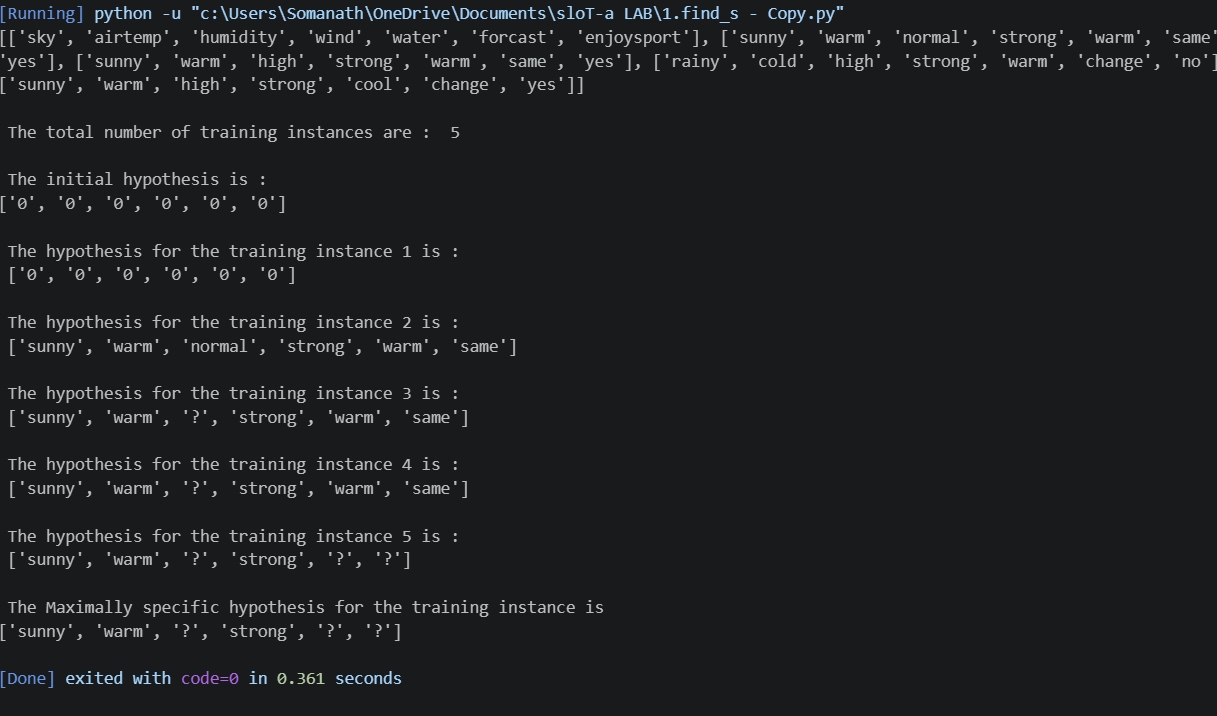 [Running] python -u "c:\Users\Somanath\OneDrive\Documents\sloT-a LAB\1.find_s - Copy.py"
[['sky', 'airtemp', 'humidity', 'wind', 'water', 'forcast', 'enjoysport'], ['sunny', 'warm', 'normal', 'strong', 'warm', 'same'
'yes'], ['sunny', 'warm', 'high', 'strong', 'warm', 'same', 'yes'], ['rainy', 'cold', 'high', 'strong', 'warm', 'change', 'no']
['sunny', 'warm', 'high', 'strong', 'cool', 'change', 'yes']]
The total number of training instances are :  5
The initial hypothesis is :
['0', '0', '0', '0', '0', '0']
The hypothesis for the training instance 1 is :
['0', '0', '0', '0', '0', '0']
The hypothesis for the training instance 2 is :
['sunny', 'warm', 'normal', 'strong', 'warm', 'same']
The hypothesis for the training instance 3 is :
['sunny', 'warm', '?', 'strong', 'warm', 'same']
The hypothesis for the training instance 4 is :
['sunny', 'warm', '?', 'strong', 'warm', 'same']
The hypothesis for the training instance 5 is :
['sunny', 'warm', '?', 'strong', '?', '?']
The Maximally specific hypothesis for the training instance is
['sunny', 'warm', '?', 'strong', '?', '?']
[Done] exited with code=0 in 0.361 seconds